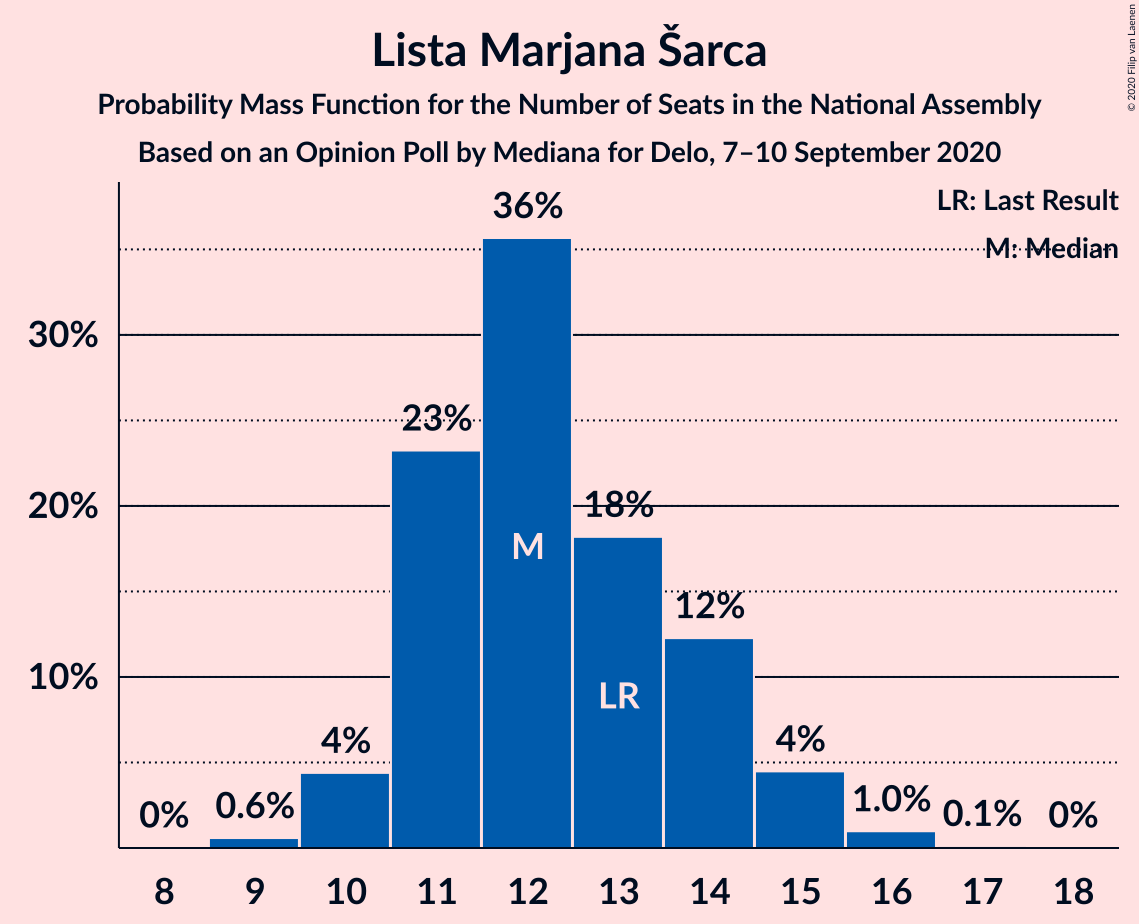 Lista Marjana Šarca
Probability Mass Function for the Number of Seats in the National Assembly
Based on an Opinion Poll by Mediana for Delo, 7–10 September 2020
© 2020 Filip van Laenen
LR: Last Result
M: Median
36%
30%
23%
20%
18%
M
12%
10%
LR
4%
4%
0%
0.6%
1.0%
0.1%
0%
8 9 10 11 12 13 14 15 16 17 18